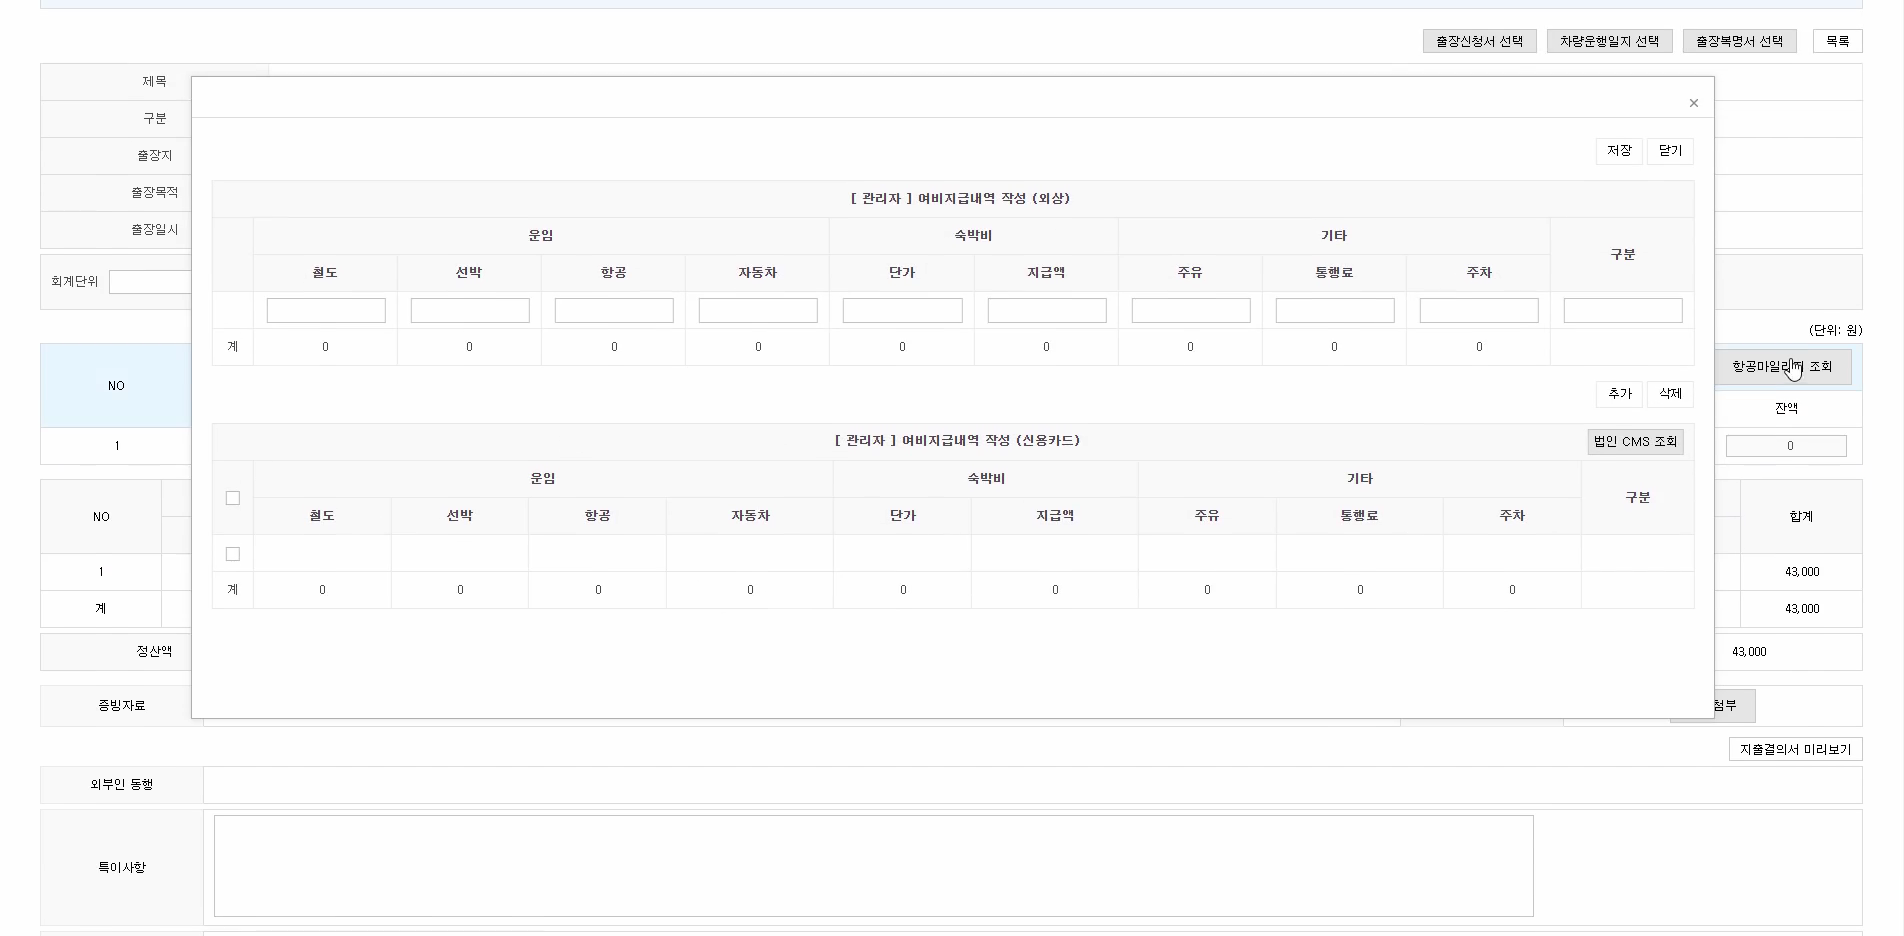 출장신청서 선택 차량운행일지 선택 출장복명서 선택 목록
제목
구분
출장지
출장목적
출장일시
회계단위
×
저장 닫기
[ 관리자 ] 여비지급내역 작성 (외상)
운임 숙박비 기타 구분
철도 선박 항공 자동차 단가 지급액 주유 통행료 주차
계 0 0 0 0 0 0 0 0 0
(단위: 원)
NO
항공마일리지 조회
잔액
1 0
추가 삭제
[ 관리자 ] 여비지급내역 작성 (신용카드) 법인 CMS 조회
운임 숙박비 기타 구분
철도 선박 항공 자동차 단가 지급액 주유 통행료 주차
계 0 0 0 0 0 0 0 0 0
NO 합계
1 43,000
계 43,000
정산액 43,000
증빙자료 첨부
지출결의서 미리보기
외부인 동행
특이사항